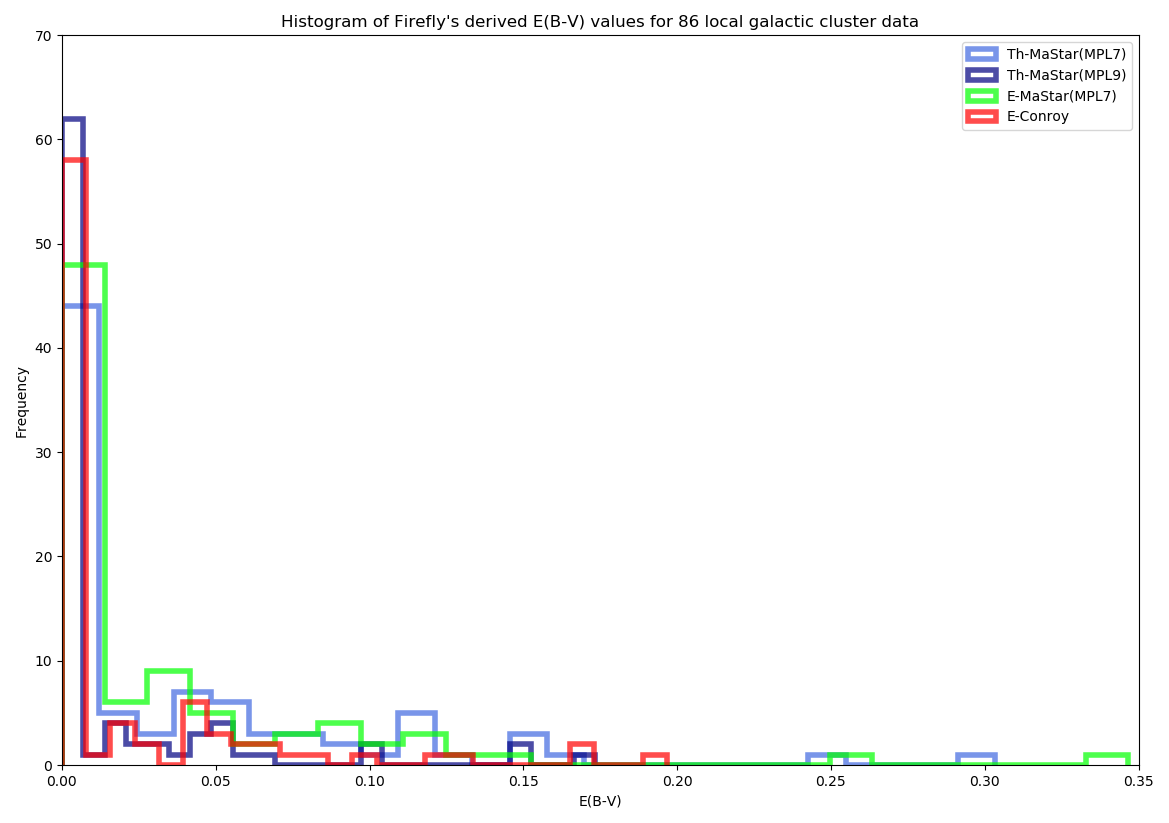 Histogram of Firefly's derived E(B-V) values for 86 local galactic cluster data
70
60
50
40
30
20
10
0
Frequency
Th-MaStar(MPL7)
Th-MaStar(MPL9)
E-MaStar(MPL7)
E-Conroy
0.00 0.05 0.10 0.15 0.20 0.25 0.30 0.35
E(B-V)